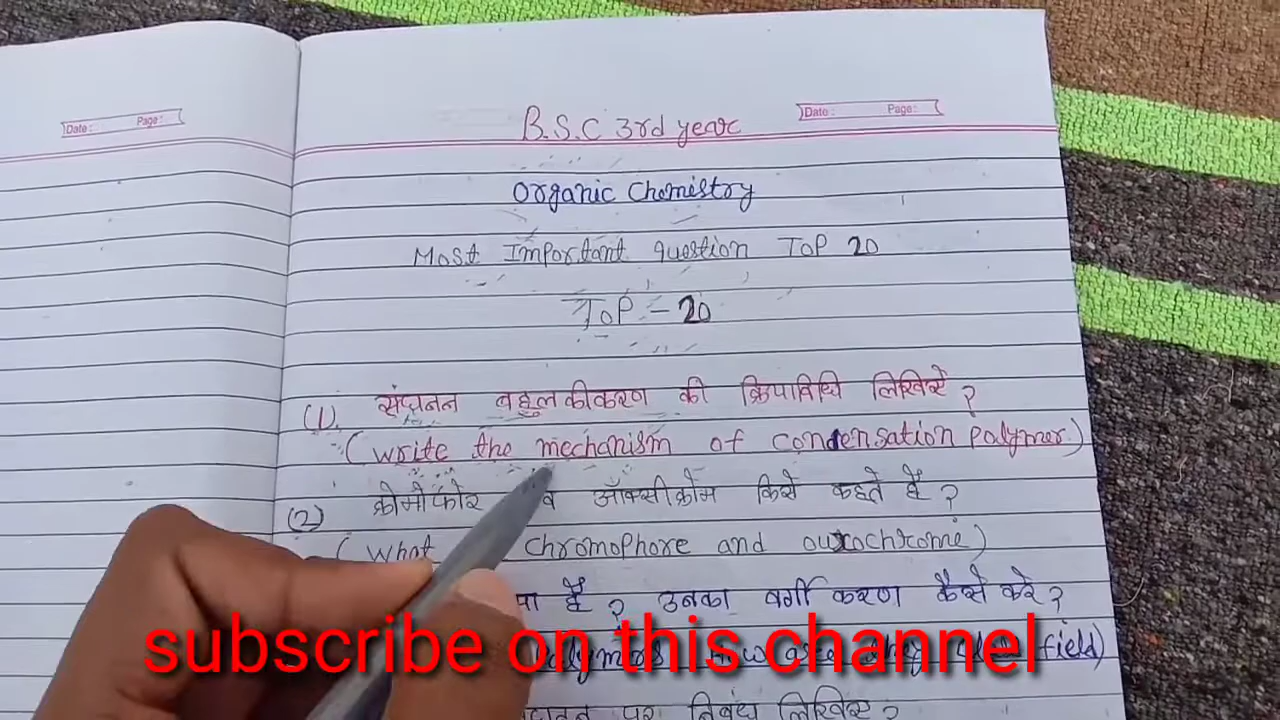 Date : Page :
Date : Page :
B.S.C 3rd year
Organic Chemistry
Most Important question TOP 20
TOP - 20
(1). संघनन बहुलकीकरण की क्रियाविधि लिखिये ?
(write the mechanism of condensation polymer)
(2) क्रोमोफोर व ऑक्सीक्रोम किसे कहते हैं ?
(What chromophore and ouxochrome)
है ? उनका वर्गीकरण कैसे करे ?
field)
पर निबंध लिखिए ?
subscribe on this channel